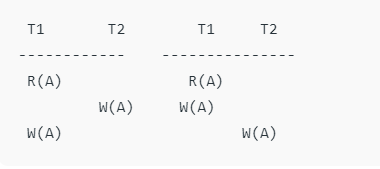 T1 T2 T1 T2
------------ ---------------
R(A) R(A)
W(A) W(A)
W(A) W(A)